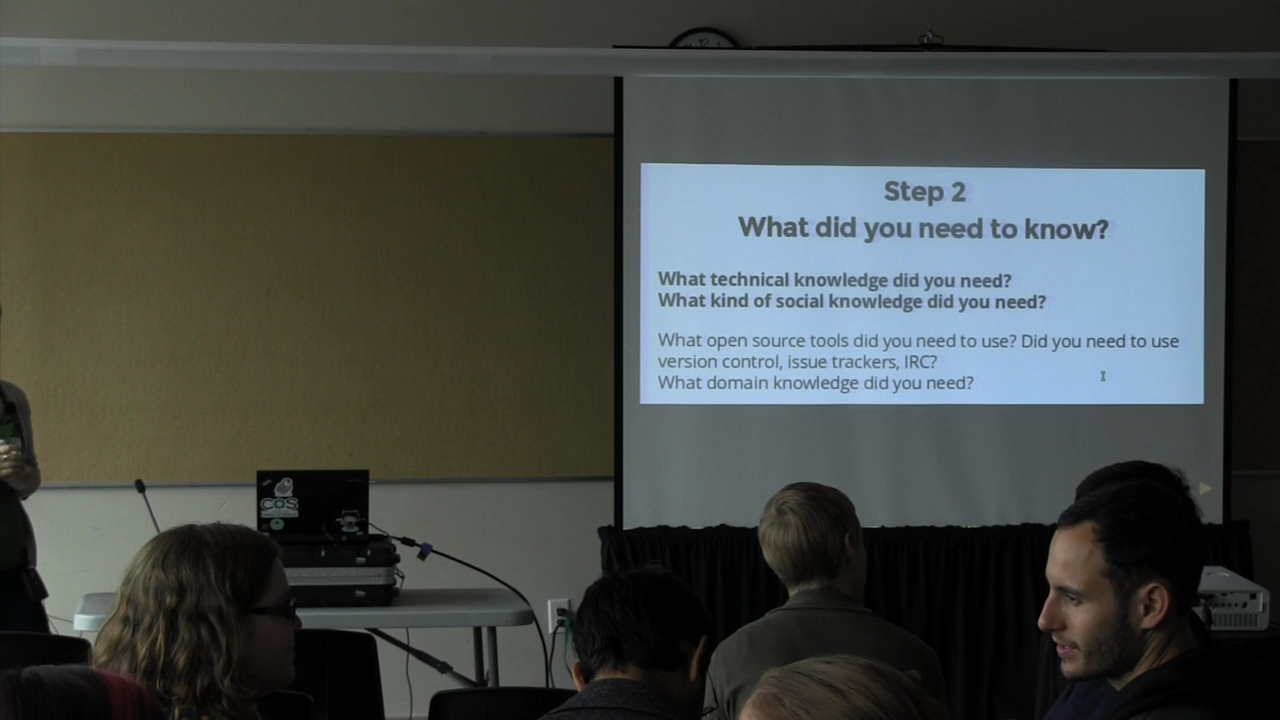 Step 2
What did you need to know?
What technical knowledge did you need?
What kind of social knowledge did you need?
What open source tools did you need to use? Did you need to use
version control, issue trackers, IRC?
What domain knowledge did you need?
COS